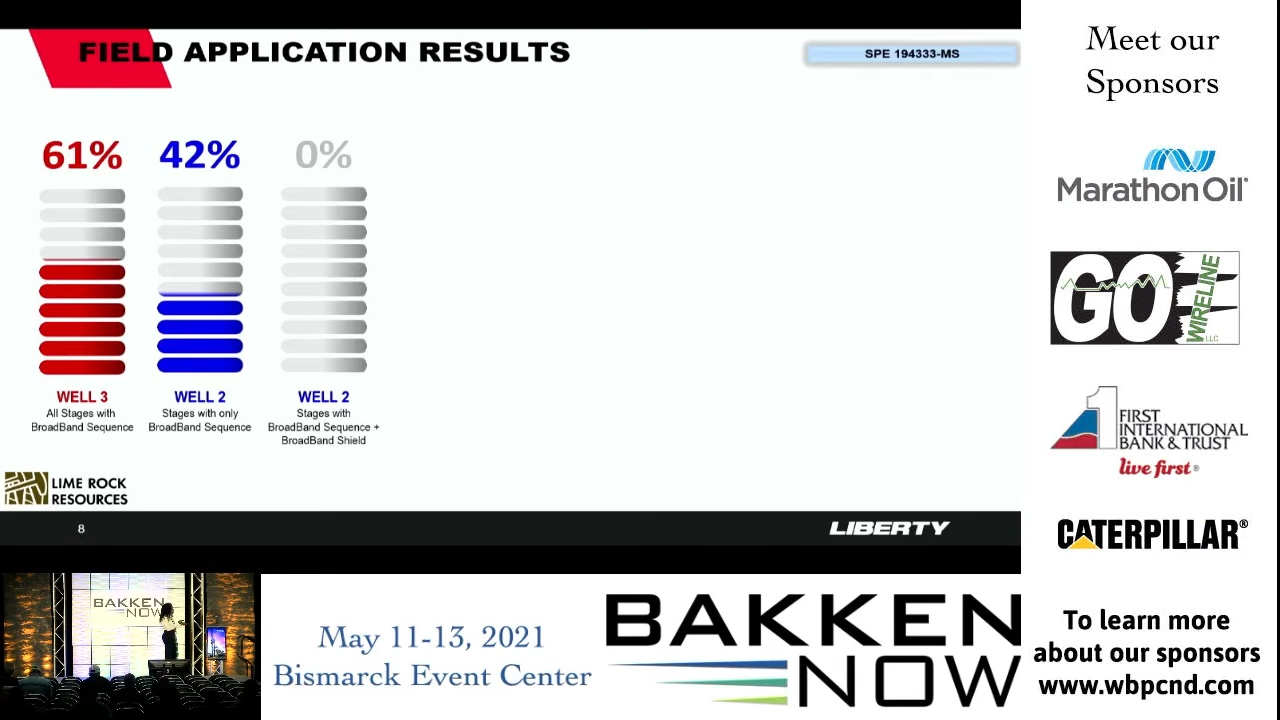 FIELD APPLICATION RESULTS
SPE 194333-MS
61%
42%
0%
WELL 3
All Stages with
BroadBand Sequence
WELL 2
Stages with only
BroadBand Sequence
WELL 2
Stages with
BroadBand Sequence +
BroadBand Shield
LIME ROCK
RESOURCES
8
LIBERTY
BAKKEN
NOW
May 11-13, 2021
Bismarck Event Center
BAKKEN
NOW
Meet our
Sponsors
Marathon Oil
GO
WIRELINE
LLC
1
FIRST
INTERNATIONAL
BANK & TRUST
live first®
CATERPILLAR®
To learn more
about our sponsors
www.wbpcnd.com